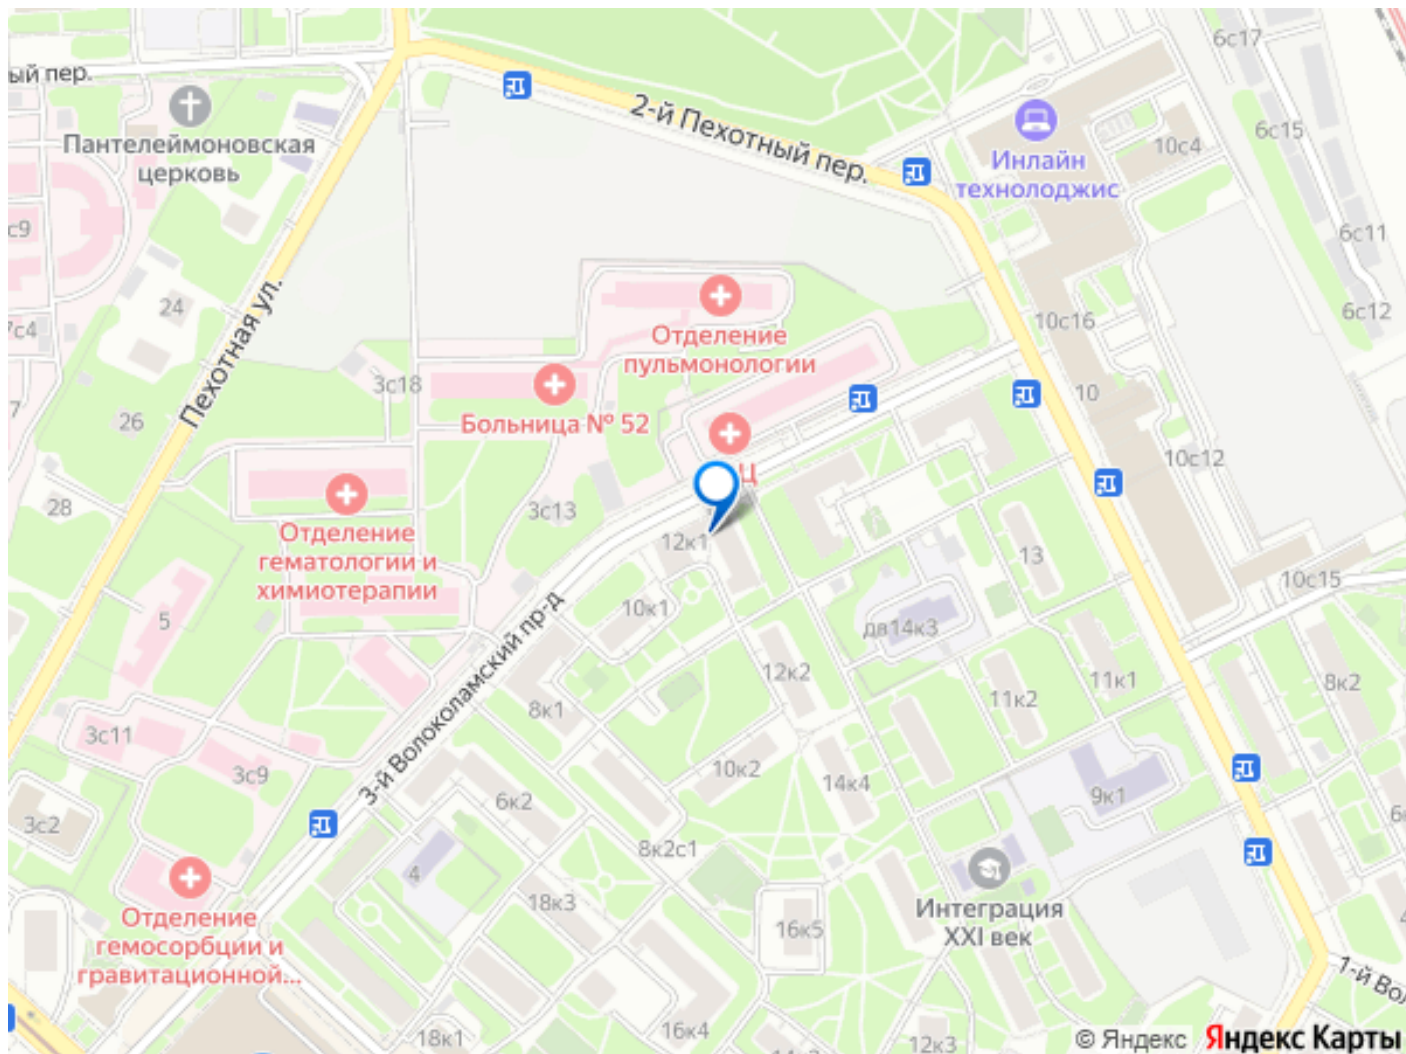 6с17
ый пер.
2-й Пехотный пер.
6с15
Пантелеймоновская
церковь
Инлайн
технолоджис
10с4
с9
6с11
24
6с12
7с4
10с16
Отделение
пульмонологии
Пехотная ул.
3с18
10
7
26
Больница № 52
10с12
Ц
28
3с13
12к1
Отделение
гематологии и
химиотерапии
13
10с15
5
10к1
дв14к3
3-й Волоколамский пр-д
12к2
11к1
8к2
11к2
8к1
3с11
10к2
3с9
14к4
9к1
6к2
3с2
8к2с1
4
18к3
Интеграция
XXI век
Отделение
гемосорбции и
гравитационной...
16к5
1-й Вол
16к4
18к1
12к3
© Яндекс Яндекс Карты